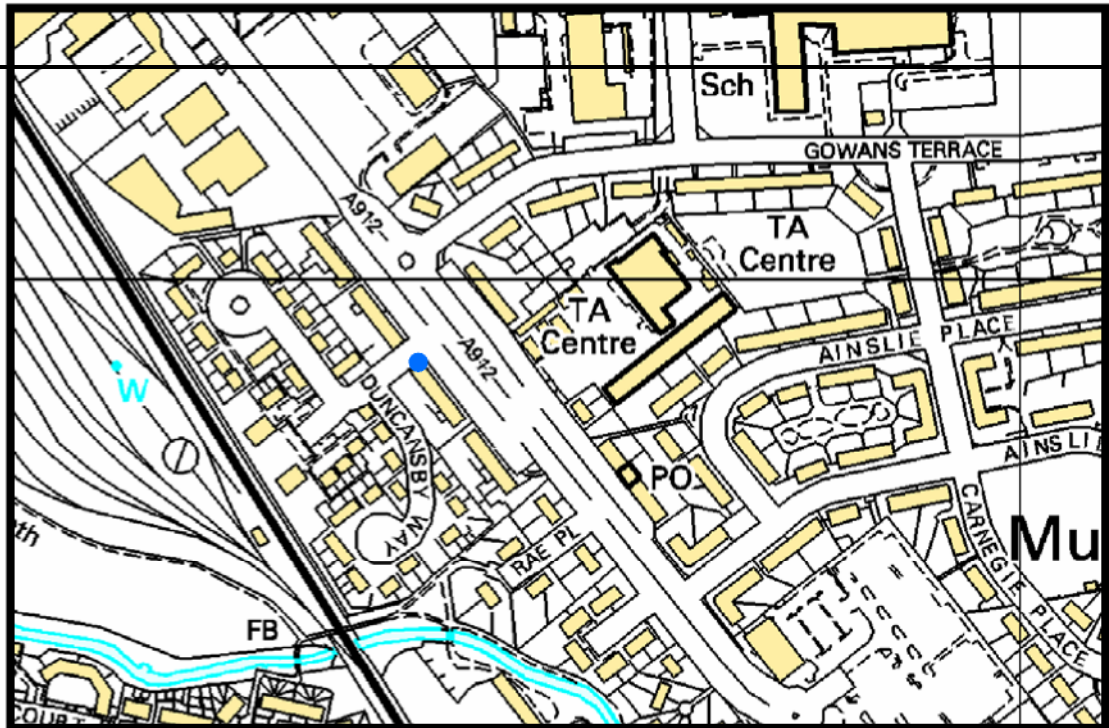 Sch
GOWANS TERRACE
A912
TA
Centre
TA
Centre
A912
AINSLIE PLACE
W
DUNCANSBY WAY
PO
AINSLI
CARNEGIE PLACE
Mu
RAE PL
th
FB
COURT